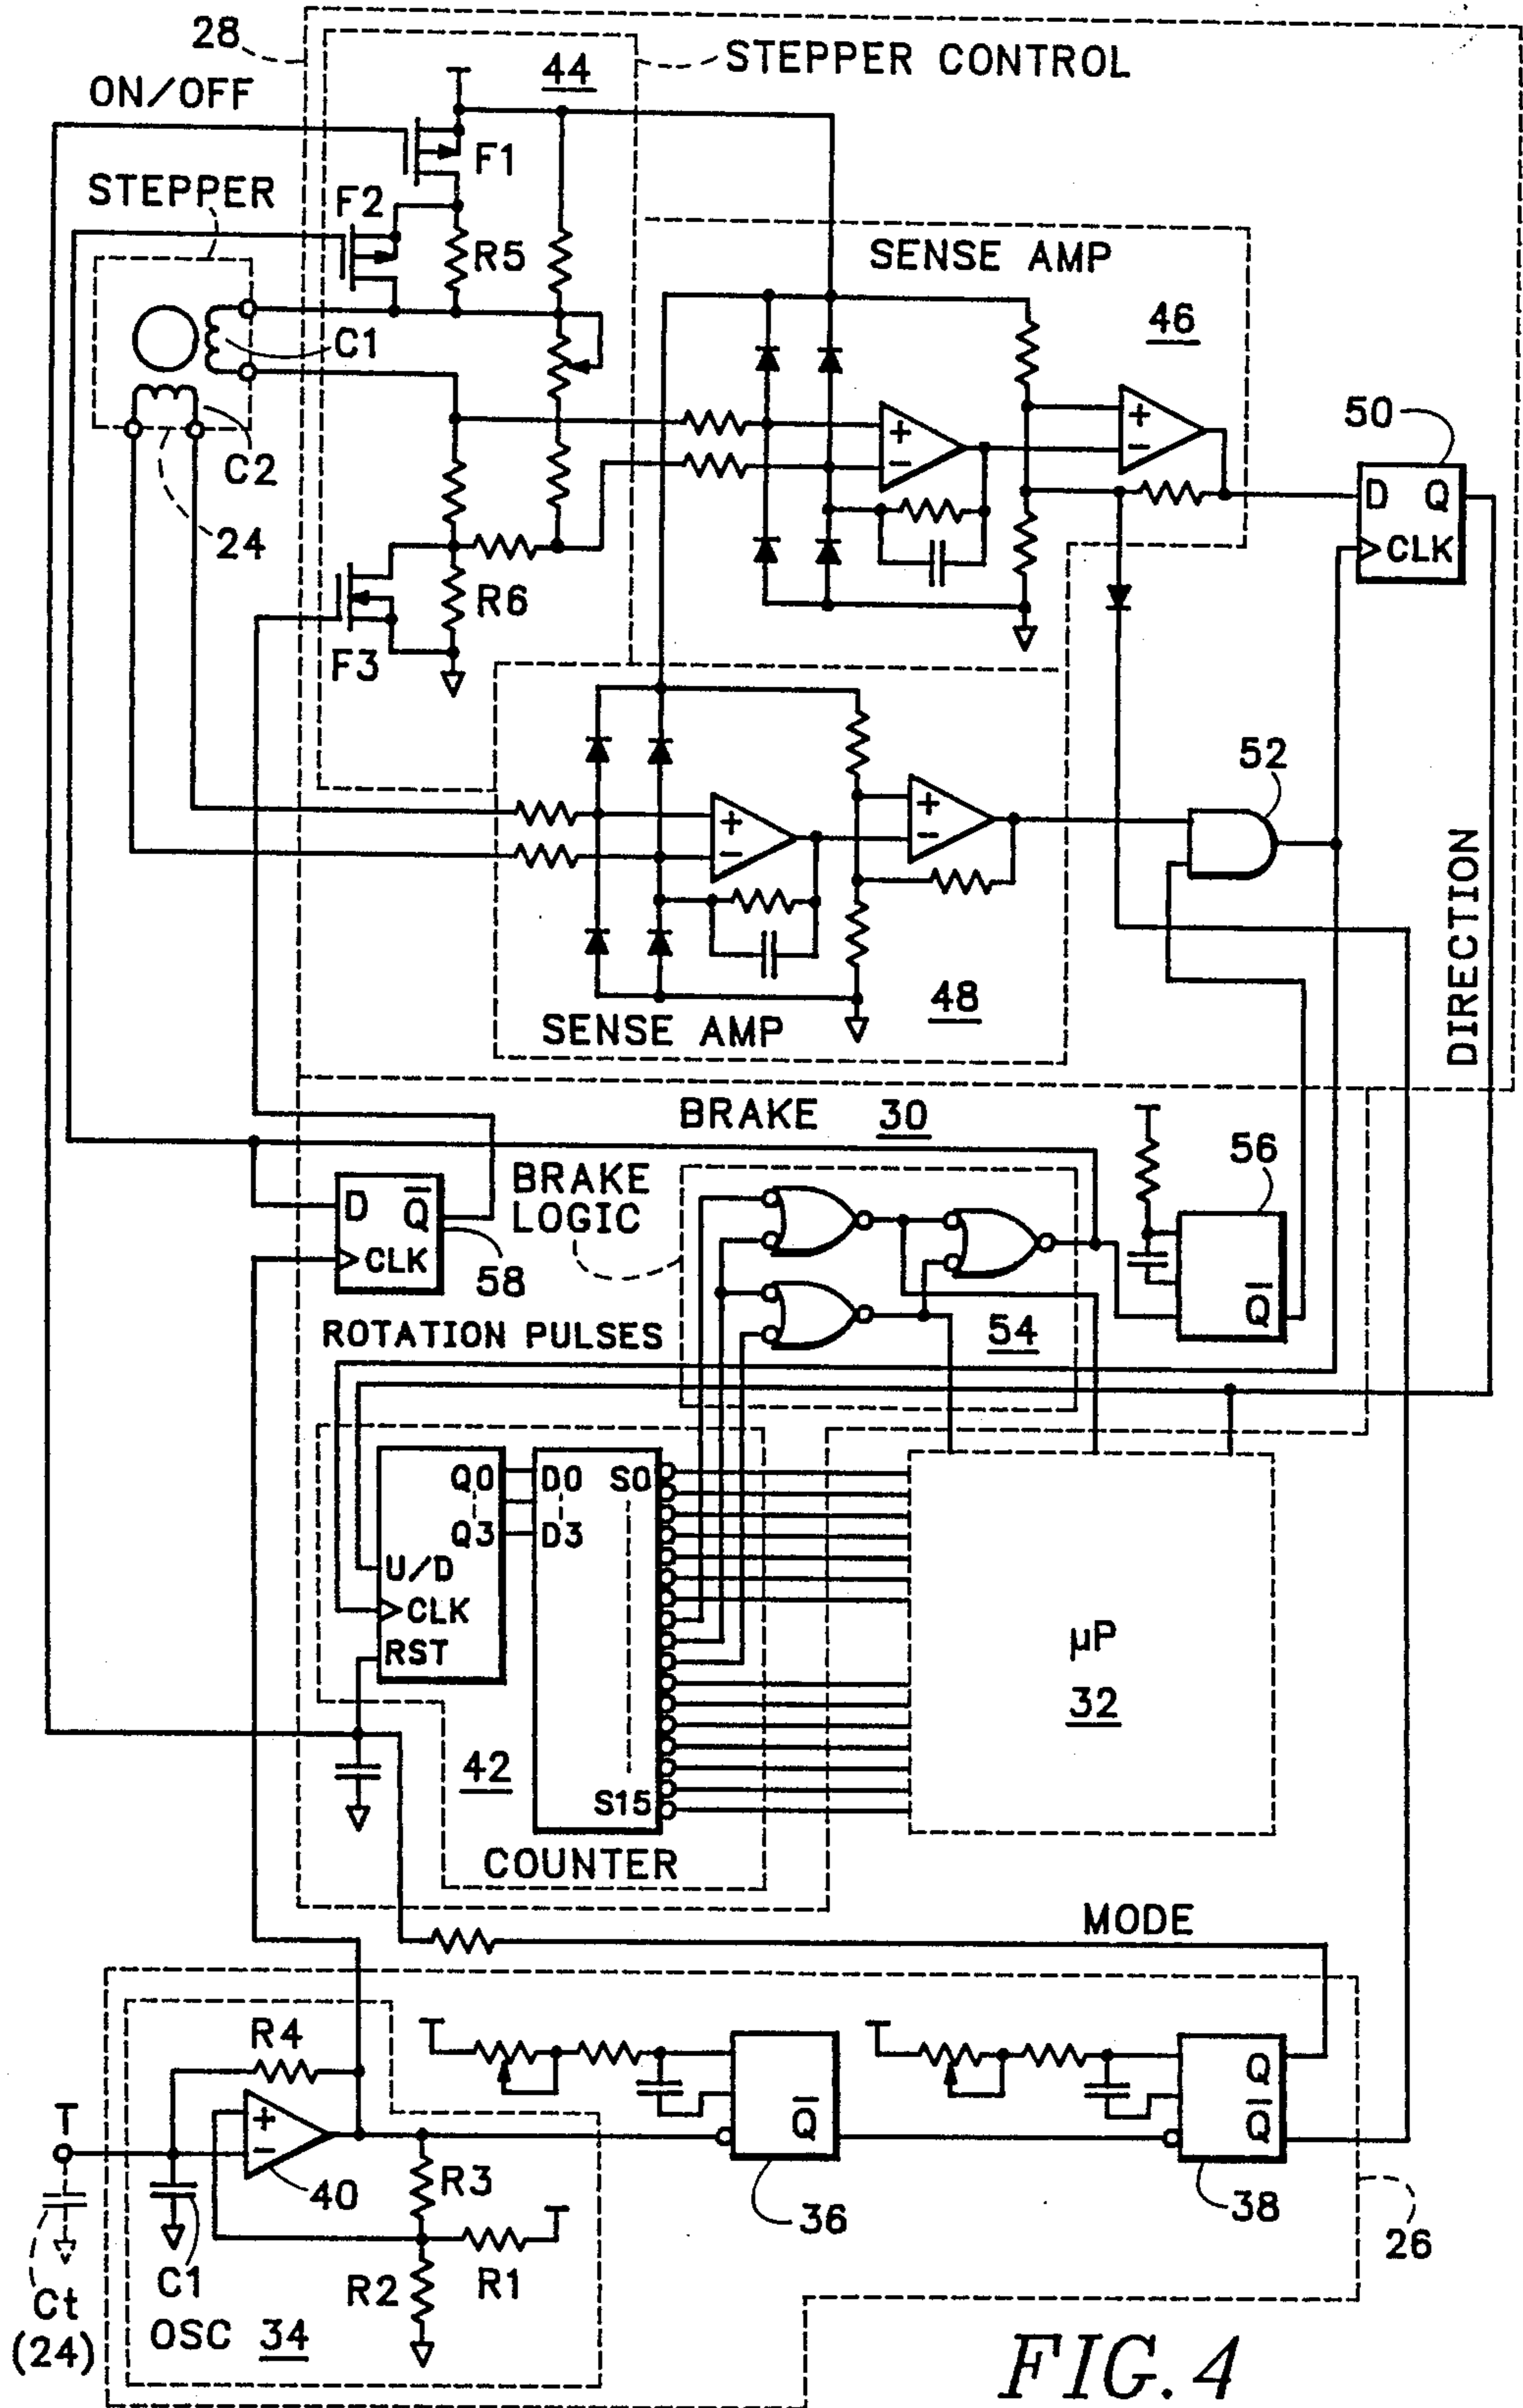 28
44
STEPPER CONTROL
ON/OFF
F1
STEPPER
F2
R5
SENSE AMP
46
C1
+
−
+
−
50
C2
D Q
CLK
24
R6
F3
52
+
−
+
−
DIRECTION
48
SENSE AMP
BRAKE 30
BRAKE
LOGIC
56
D Q̅
CLK
58
Q̅
54
ROTATION PULSES
Q0 D0 S0
Q3 D3
U/D
CLK
RST
µP
32
42
S15
COUNTER
MODE
R4
T
+
−
40
Q
Q̅
Q̅
R3
36
38
26
C1
R2
R1
Ct
(24)
OSC 34
FIG. 4